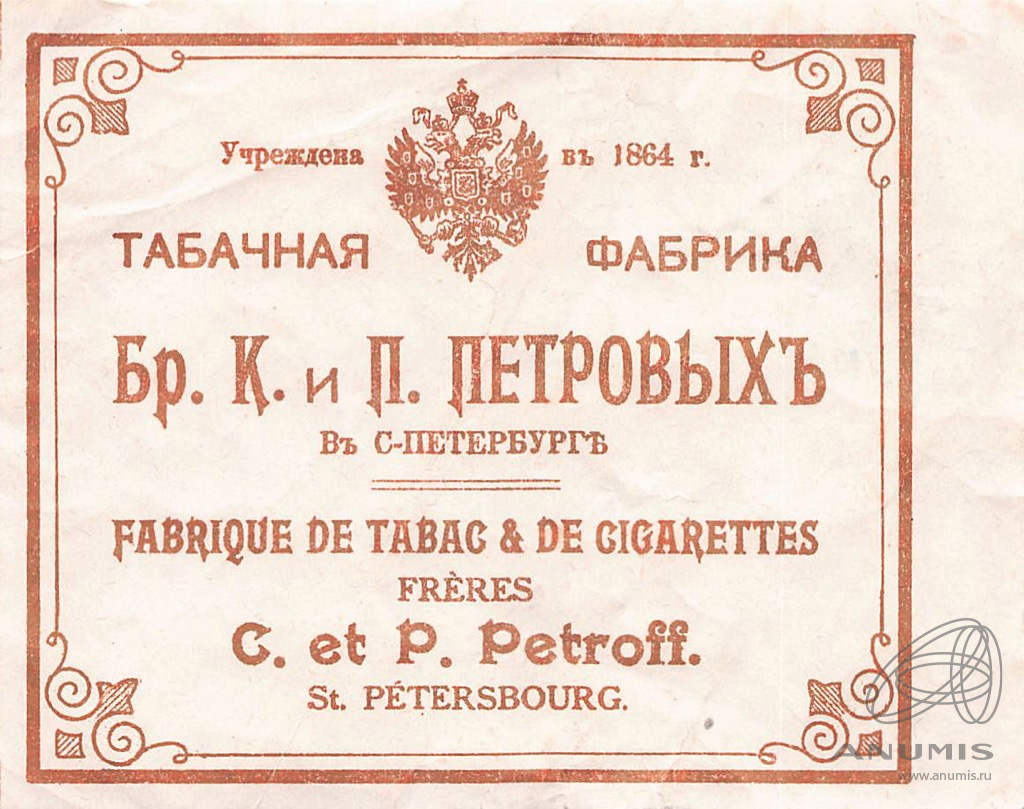 Учреждена въ 1864 г.
ТАБАЧНАЯ ФАБРИКА
Бр. К. и П. ПЕТРОВЫХЪ
Въ С-ПЕТЕРБУРГѢ
FABRIQUE DE TABAC & DE CIGARETTES
FRÈRES
C. et P. Petroff.
St. PÉTERSBOURG.
ANUMIS
www.anumis.ru